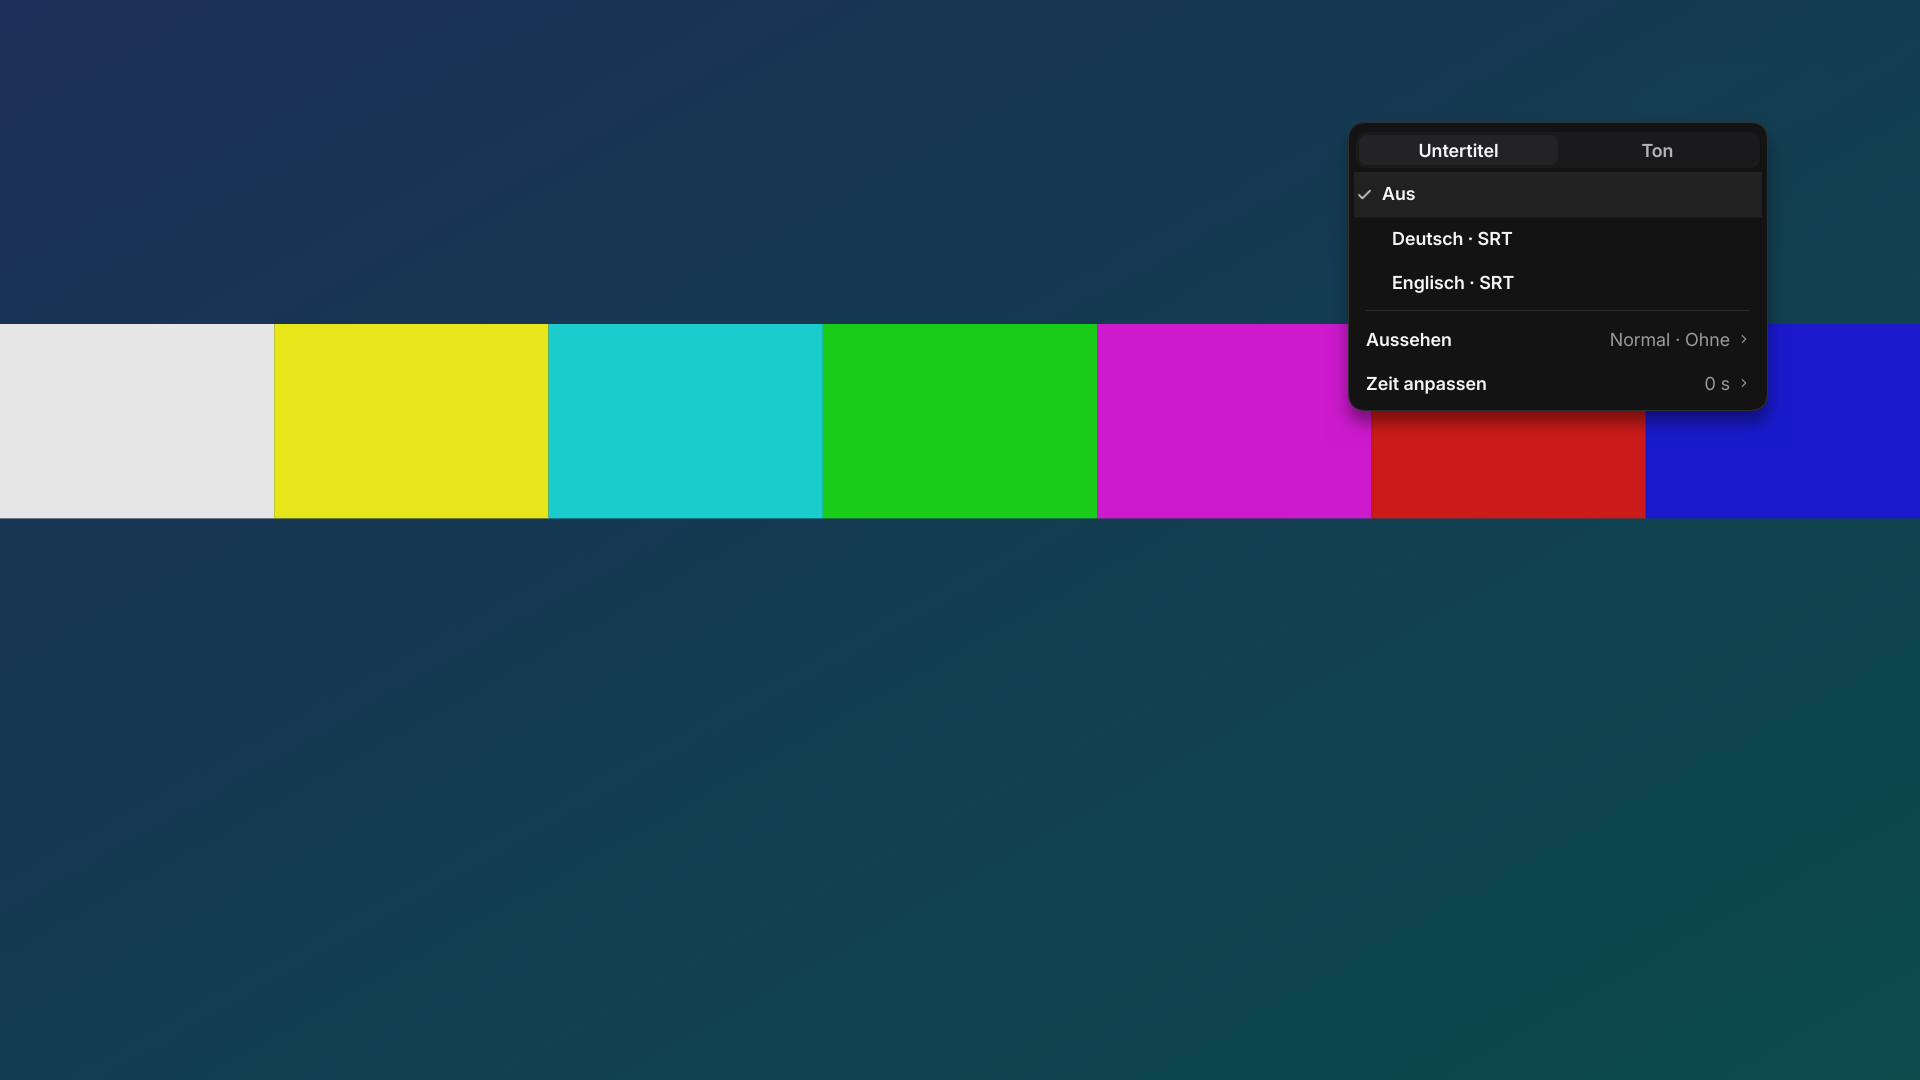 Untertitel Ton
Aus
Deutsch · SRT
Englisch · SRT
Aussehen Normal · Ohne
Zeit anpassen 0 s